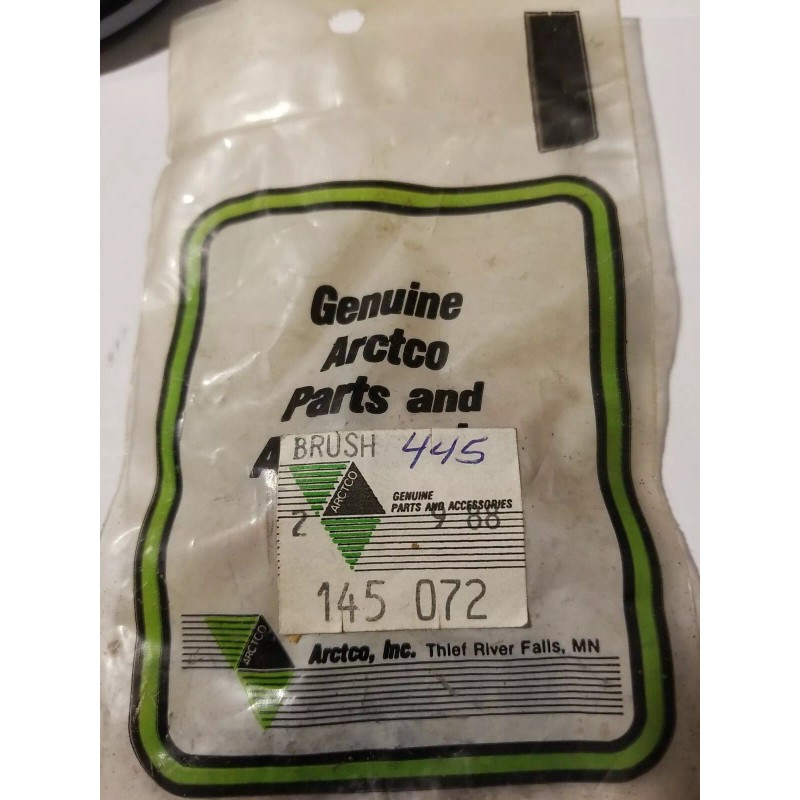 Genuine
Arctco
Parts and
A
BRUSH 445
ARCTCO
GENUINE
PARTS AND ACCESSORIES
2 9 88
145 072
ARCTCO
Arctco, Inc. Thief River Falls, MN